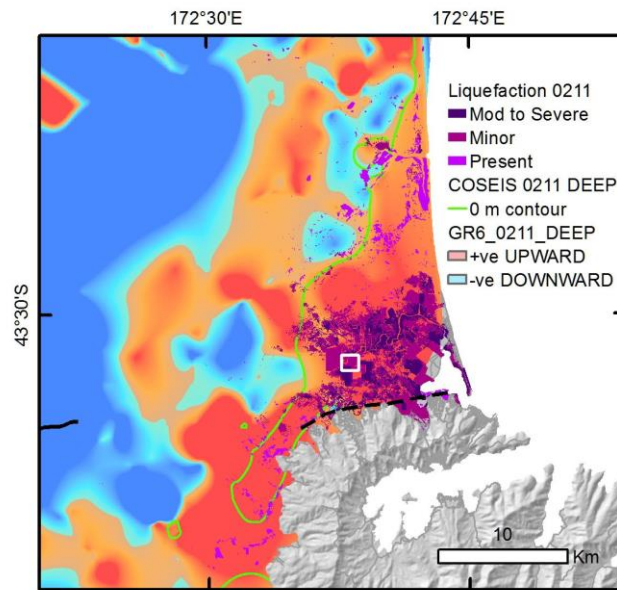 172°30'E
172°45'E
43°30'S
Liquefaction 0211
Mod to Severe
Minor
Present
COSEIS 0211 DEEP
0 m contour
GR6_0211_DEEP
+ve UPWARD
-ve DOWNWARD
10
Km